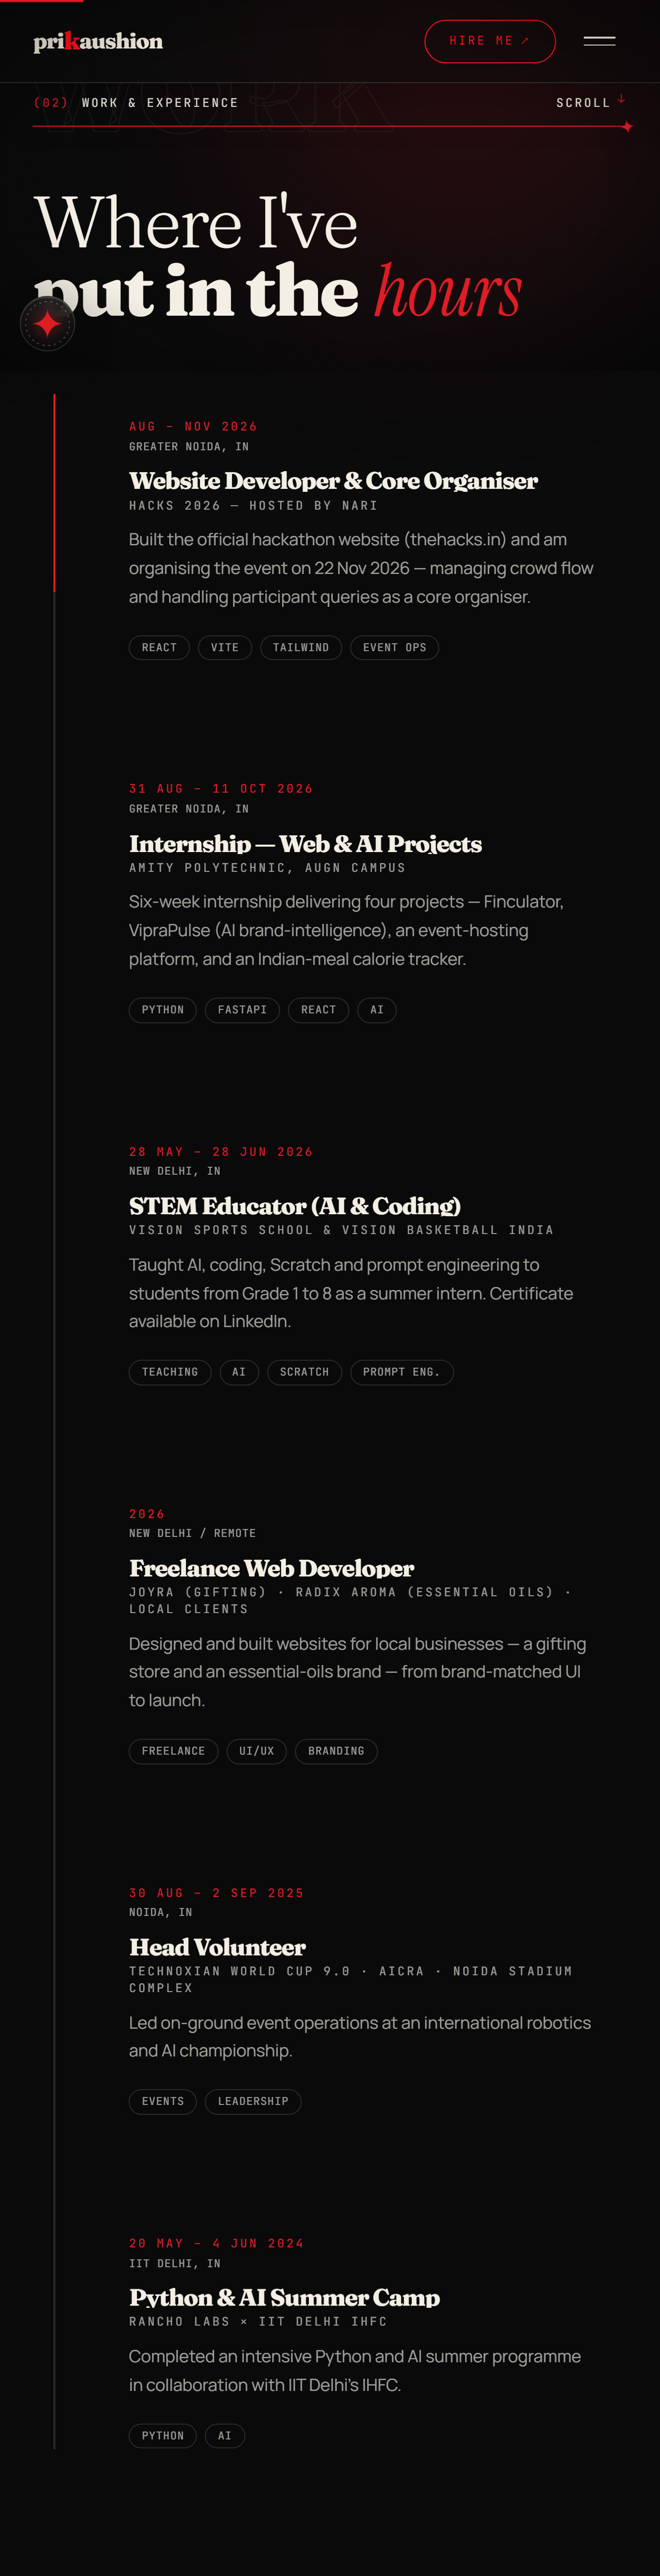 prikaushion
HIRE ME ↗
WORK
(02) WORK & EXPERIENCE
SCROLL ↓
Where I've
put in the hours
AUG – NOV 2026
GREATER NOIDA, IN
Website Developer & Core Organiser
HACKS 2026 — HOSTED BY NARI
Built the official hackathon website (thehacks.in) and am
organising the event on 22 Nov 2026 — managing crowd flow
and handling participant queries as a core organiser.
REACT VITE TAILWIND EVENT OPS
31 AUG – 11 OCT 2026
GREATER NOIDA, IN
Internship — Web & AI Projects
AMITY POLYTECHNIC, AUGN CAMPUS
Six-week internship delivering four projects — Finculator,
VipraPulse (AI brand-intelligence), an event-hosting
platform, and an Indian-meal calorie tracker.
PYTHON FASTAPI REACT AI
28 MAY – 28 JUN 2026
NEW DELHI, IN
STEM Educator (AI & Coding)
VISION SPORTS SCHOOL & VISION BASKETBALL INDIA
Taught AI, coding, Scratch and prompt engineering to
students from Grade 1 to 8 as a summer intern. Certificate
available on LinkedIn.
TEACHING AI SCRATCH PROMPT ENG.
2026
NEW DELHI / REMOTE
Freelance Web Developer
JOYRA (GIFTING) · RADIX AROMA (ESSENTIAL OILS) ·
LOCAL CLIENTS
Designed and built websites for local businesses — a gifting
store and an essential-oils brand — from brand-matched UI
to launch.
FREELANCE UI/UX BRANDING
30 AUG – 2 SEP 2025
NOIDA, IN
Head Volunteer
TECHNOXIAN WORLD CUP 9.0 · AICRA · NOIDA STADIUM
COMPLEX
Led on-ground event operations at an international robotics
and AI championship.
EVENTS LEADERSHIP
20 MAY – 4 JUN 2024
IIT DELHI, IN
Python & AI Summer Camp
RANCHO LABS × IIT DELHI IHFC
Completed an intensive Python and AI summer programme
in collaboration with IIT Delhi's IHFC.
PYTHON AI